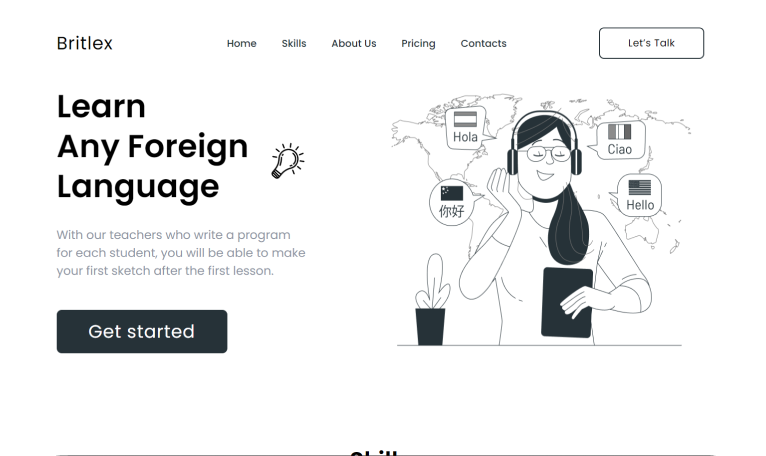 Britlex
Home Skills About Us Pricing Contacts
Let's Talk
Learn
Any Foreign
Language
With our teachers who write a program
for each student, you will be able to make
your first sketch after the first lesson.
Get started
Hola
Ciao
你好
Hello